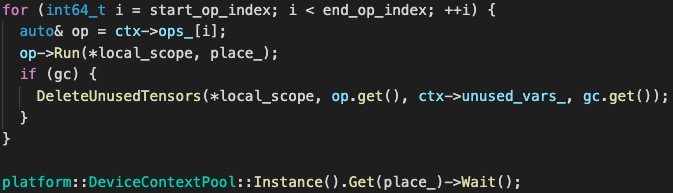 for (int64_t i = start_op_index; i < end_op_index; ++i) {
auto& op = ctx->ops_[i];
op->Run(*local_scope, place_);
if (gc) {
DeleteUnusedTensors(*local_scope, op.get(), ctx->unused_vars_, gc.get());
}
}
platform::DeviceContextPool::Instance().Get(place_)->Wait();